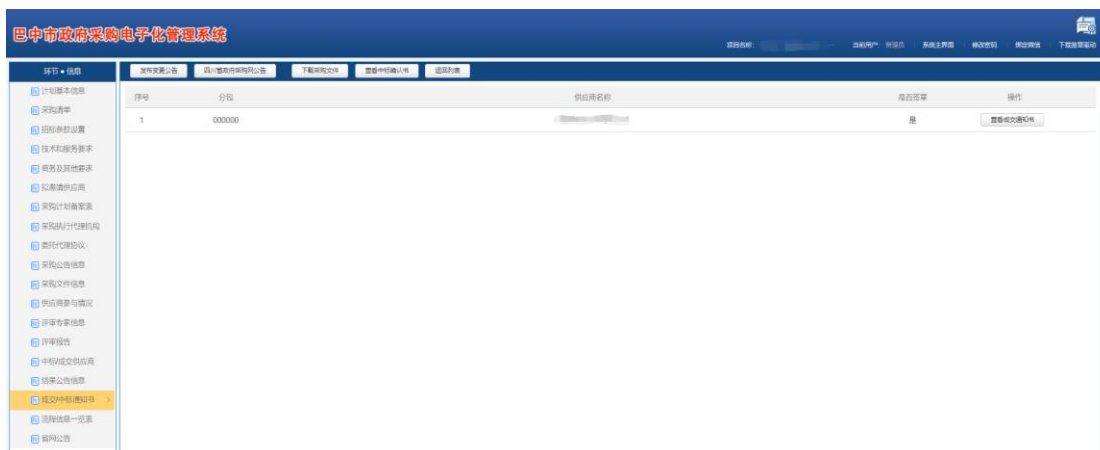 巴中市政府采购电子化管理系统
项目名称: 当前用户: 系统主界面 修改密码 绑定微信 下载签章驱动
环节•信息 发布变更公告 四川省政府采购网公告 下载采购文件 查看中标确认书 返回列表
计划基本信息
采购清单
招标参数设置
技术和服务要求
商务及其他要求
拟邀请供应商
采购计划备案表
采购执行代理机构
委托代理协议
采购公告信息
采购文件信息
供应商参与情况
评审专家信息
评审报告
中标/成交供应商
结果公告信息
成交/中标通知书
流程信息一览表
省网公告
序号 分包 供应商名称 是否签章 操作
1 000000 是 查看成交通知书